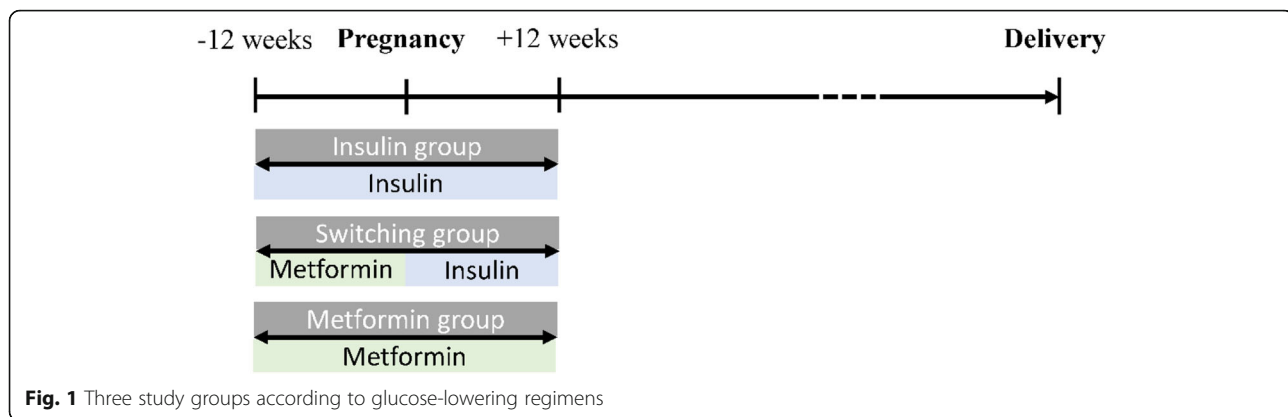 -12 weeks Pregnancy +12 weeks Delivery
Insulin group
Insulin
Switching group
Metformin Insulin
Metformin group
Metformin
Fig. 1 Three study groups according to glucose-lowering regimens